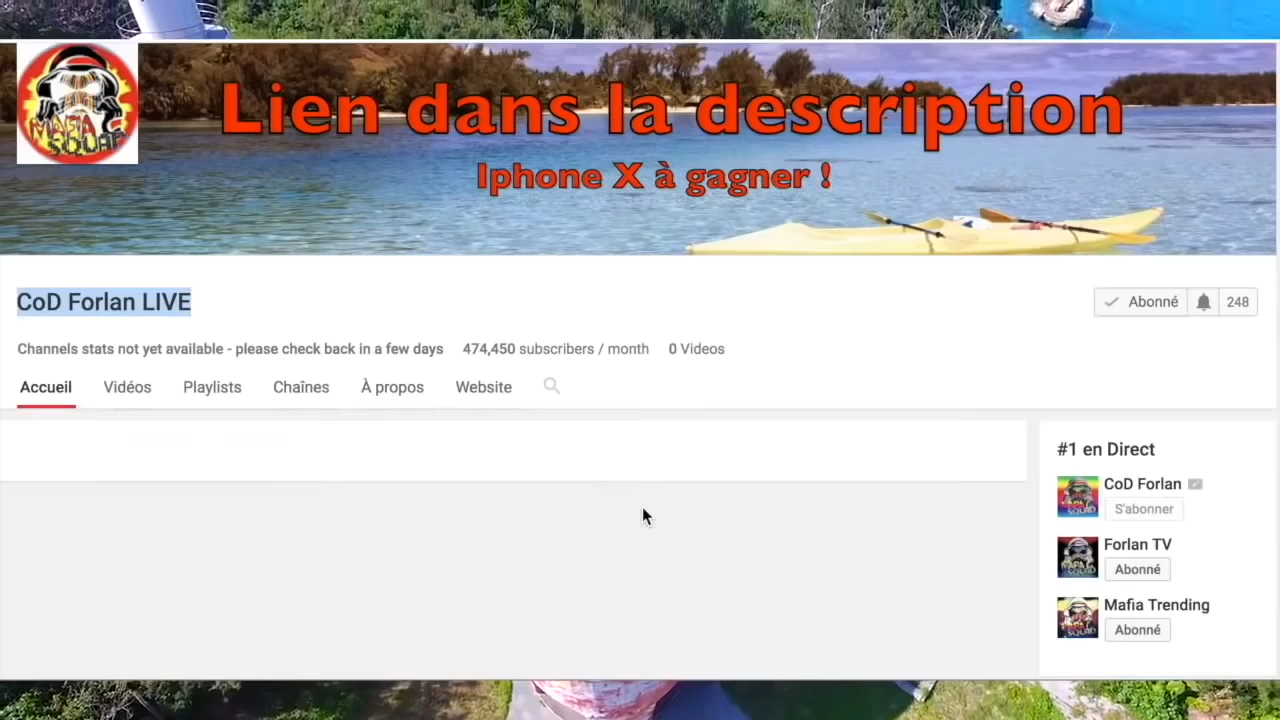 Lien dans la description
Iphone X à gagner !
MAFIA
SQUAD
CoD Forlan LIVE
Abonné 248
Channels stats not yet available - please check back in a few days 474,450 subscribers / month 0 Videos
Accueil Vidéos Playlists Chaînes À propos Website
#1 en Direct
CoD Forlan
S'abonner
Forlan TV
Abonné
Mafia Trending
Abonné